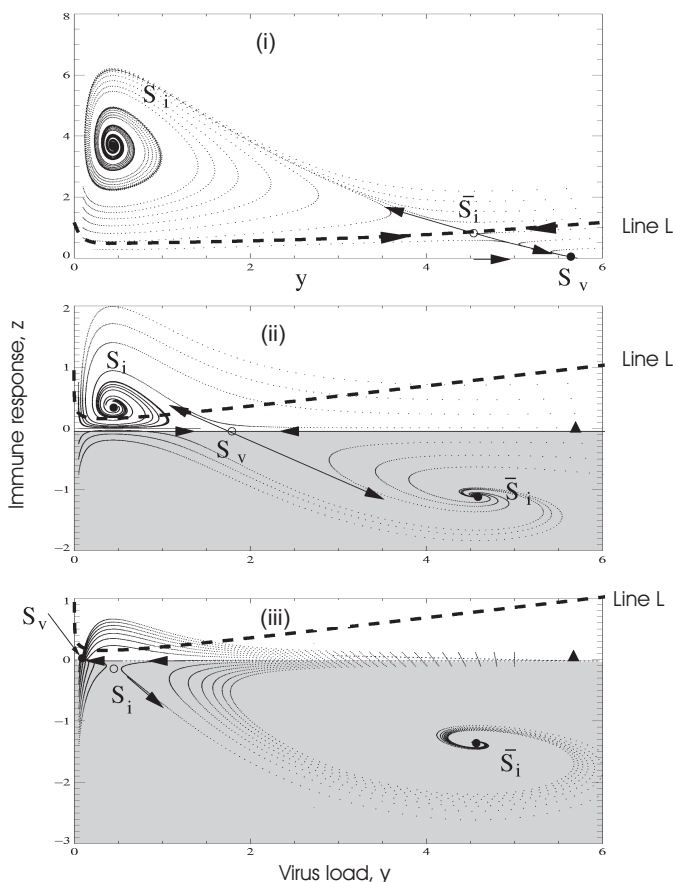 8
(i)
6
S i
4
2
S̄ i
Line L
0
0 2 4 6
y
S v
2
(ii)
1
S i
Line L
0
S v
-1
S̄ i
-2
0 2 4 6
Immune response, z
1
(iii)
Line L
S v
0
S i
-1
S̄ i
-2
-3
0 2 4 6
Virus load, y